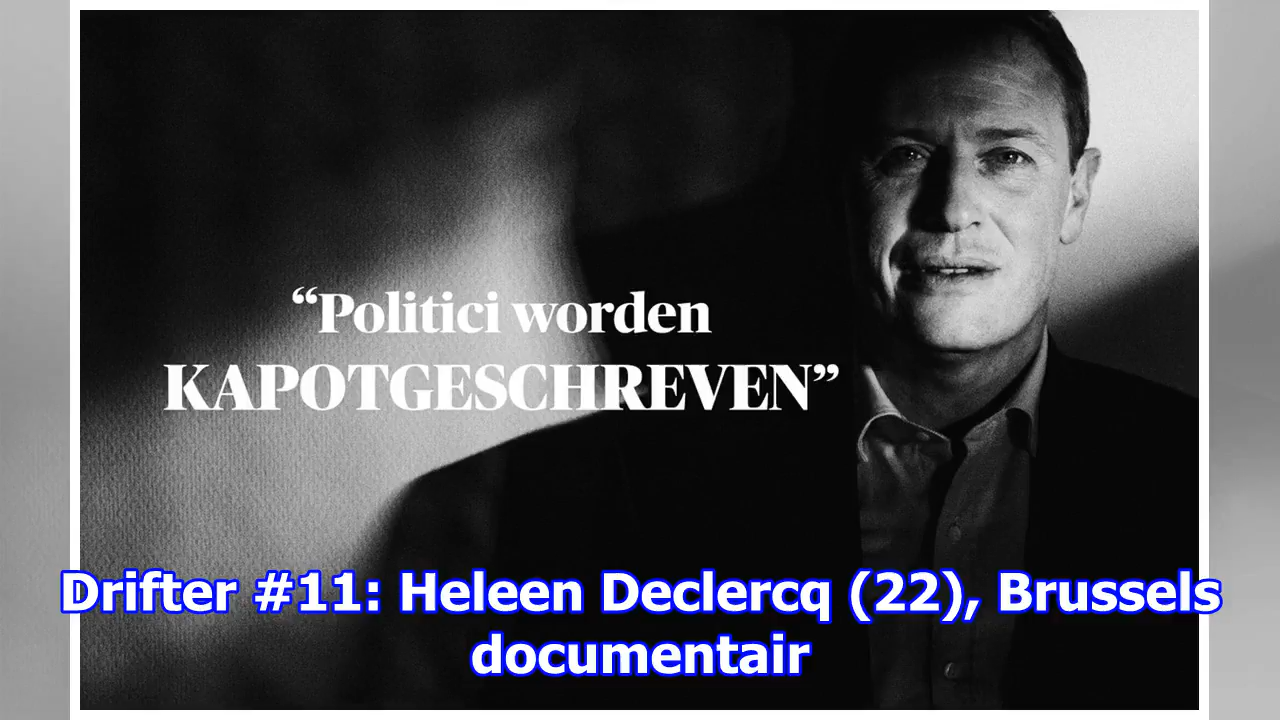 “Politici worden
KAPOTGESCHREVEN”
Drifter #11: Heleen Declercq (22), Brussels
documentair